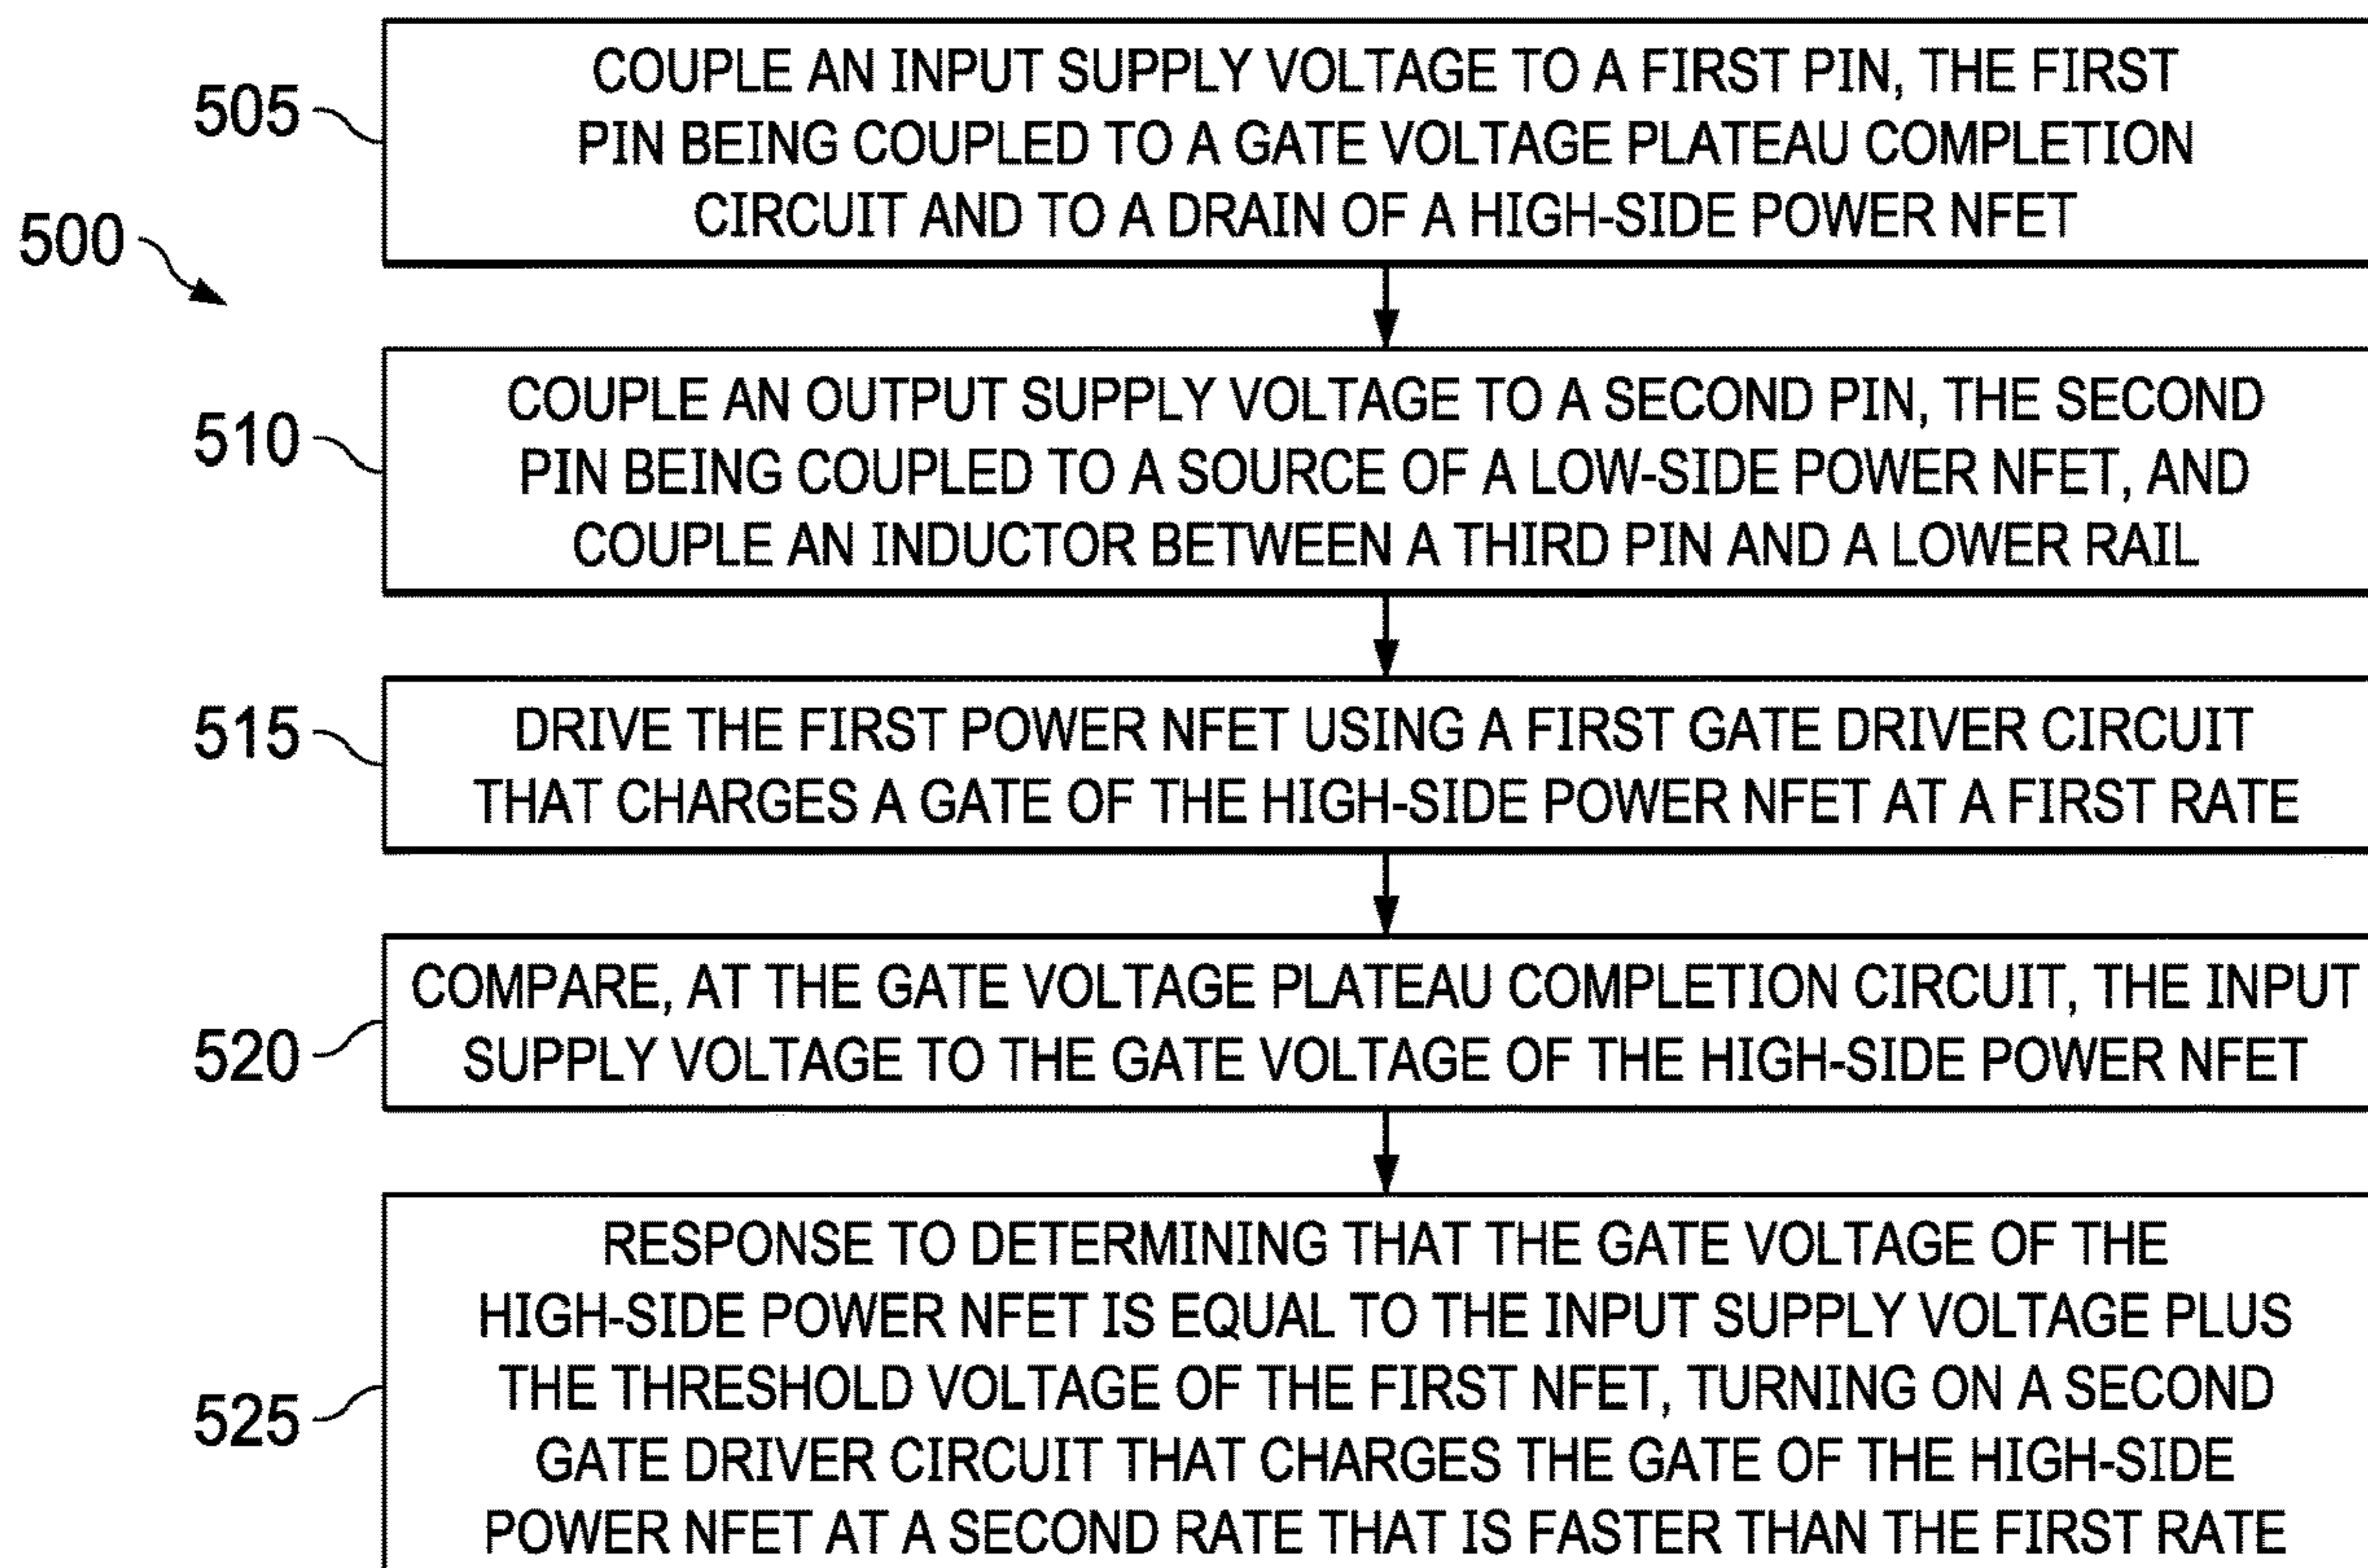 505
COUPLE AN INPUT SUPPLY VOLTAGE TO A FIRST PIN, THE FIRST
PIN BEING COUPLED TO A GATE VOLTAGE PLATEAU COMPLETION
CIRCUIT AND TO A DRAIN OF A HIGH-SIDE POWER NFET
500
510
COUPLE AN OUTPUT SUPPLY VOLTAGE TO A SECOND PIN, THE SECOND
PIN BEING COUPLED TO A SOURCE OF A LOW-SIDE POWER NFET, AND
COUPLE AN INDUCTOR BETWEEN A THIRD PIN AND A LOWER RAIL
515
DRIVE THE FIRST POWER NFET USING A FIRST GATE DRIVER CIRCUIT
THAT CHARGES A GATE OF THE HIGH-SIDE POWER NFET AT A FIRST RATE
520
COMPARE, AT THE GATE VOLTAGE PLATEAU COMPLETION CIRCUIT, THE INPUT
SUPPLY VOLTAGE TO THE GATE VOLTAGE OF THE HIGH-SIDE POWER NFET
525
RESPONSE TO DETERMINING THAT THE GATE VOLTAGE OF THE
HIGH-SIDE POWER NFET IS EQUAL TO THE INPUT SUPPLY VOLTAGE PLUS
THE THRESHOLD VOLTAGE OF THE FIRST NFET, TURNING ON A SECOND
GATE DRIVER CIRCUIT THAT CHARGES THE GATE OF THE HIGH-SIDE
POWER NFET AT A SECOND RATE THAT IS FASTER THAN THE FIRST RATE